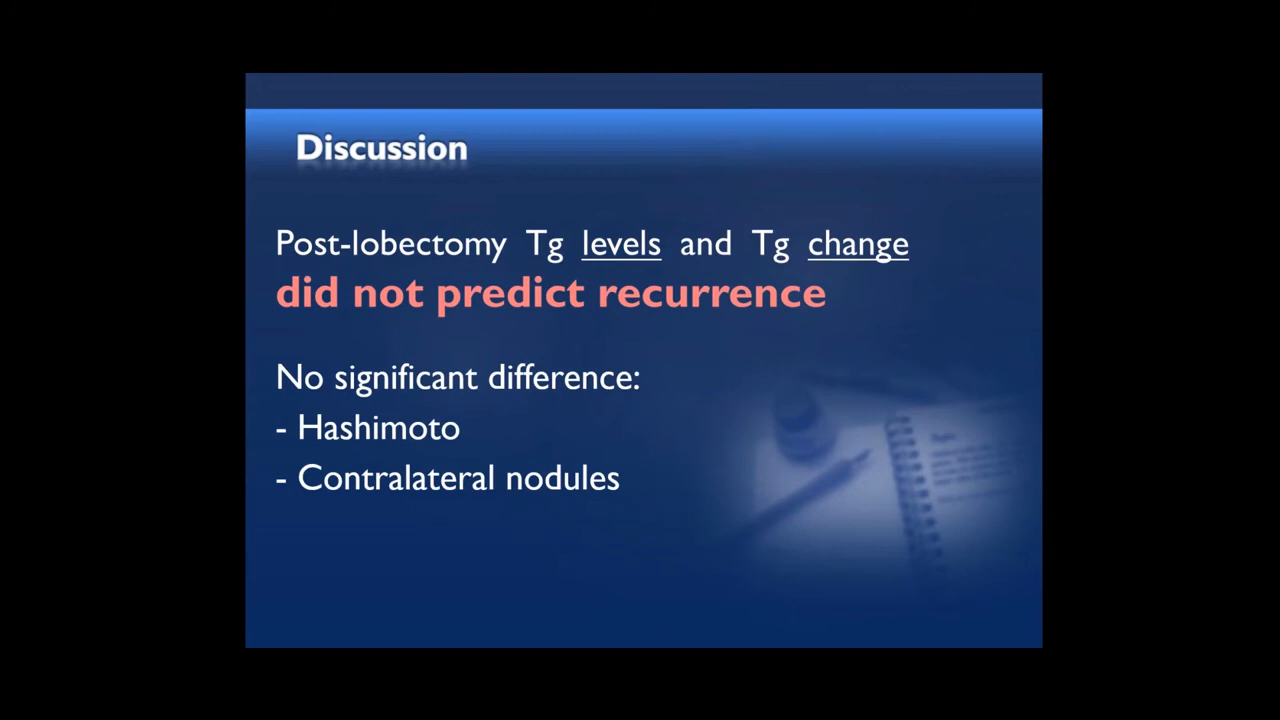 Discussion
Post-lobectomy Tg levels and Tg change
did not predict recurrence
No significant difference:
- Hashimoto
- Contralateral nodules